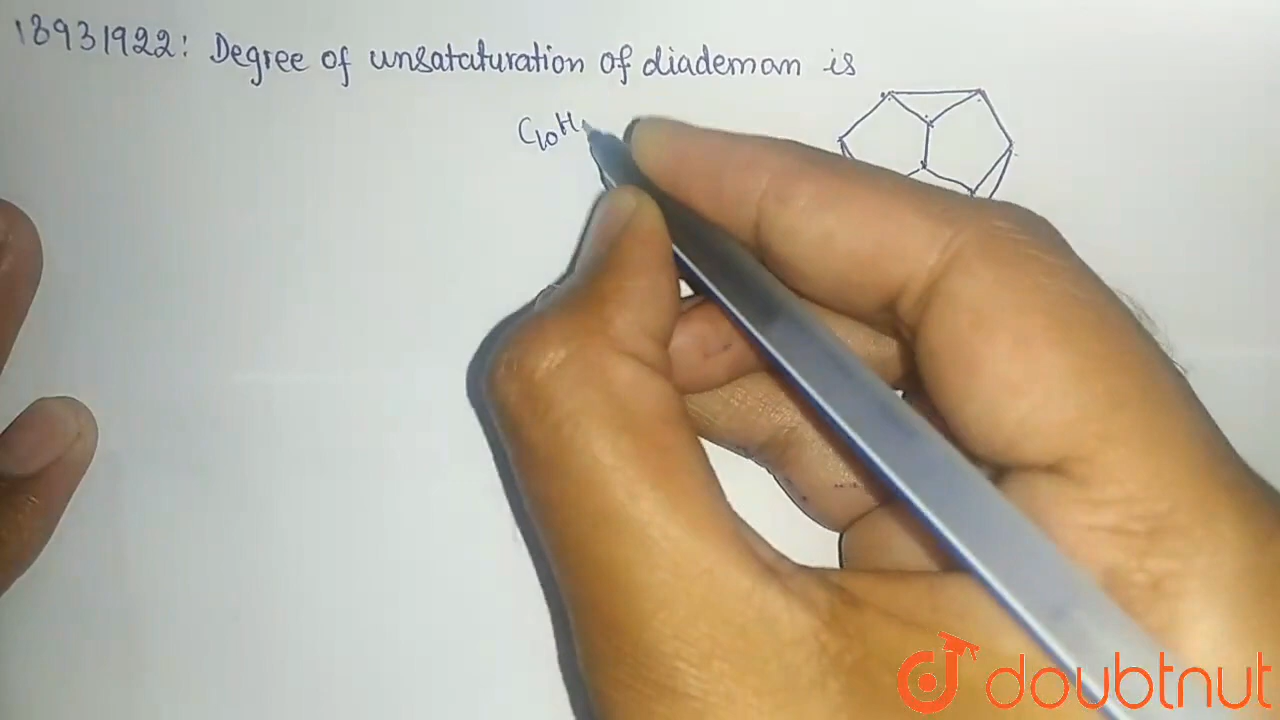 18931922: Degree of unsataturation of diademan is
C10H
doubtnut